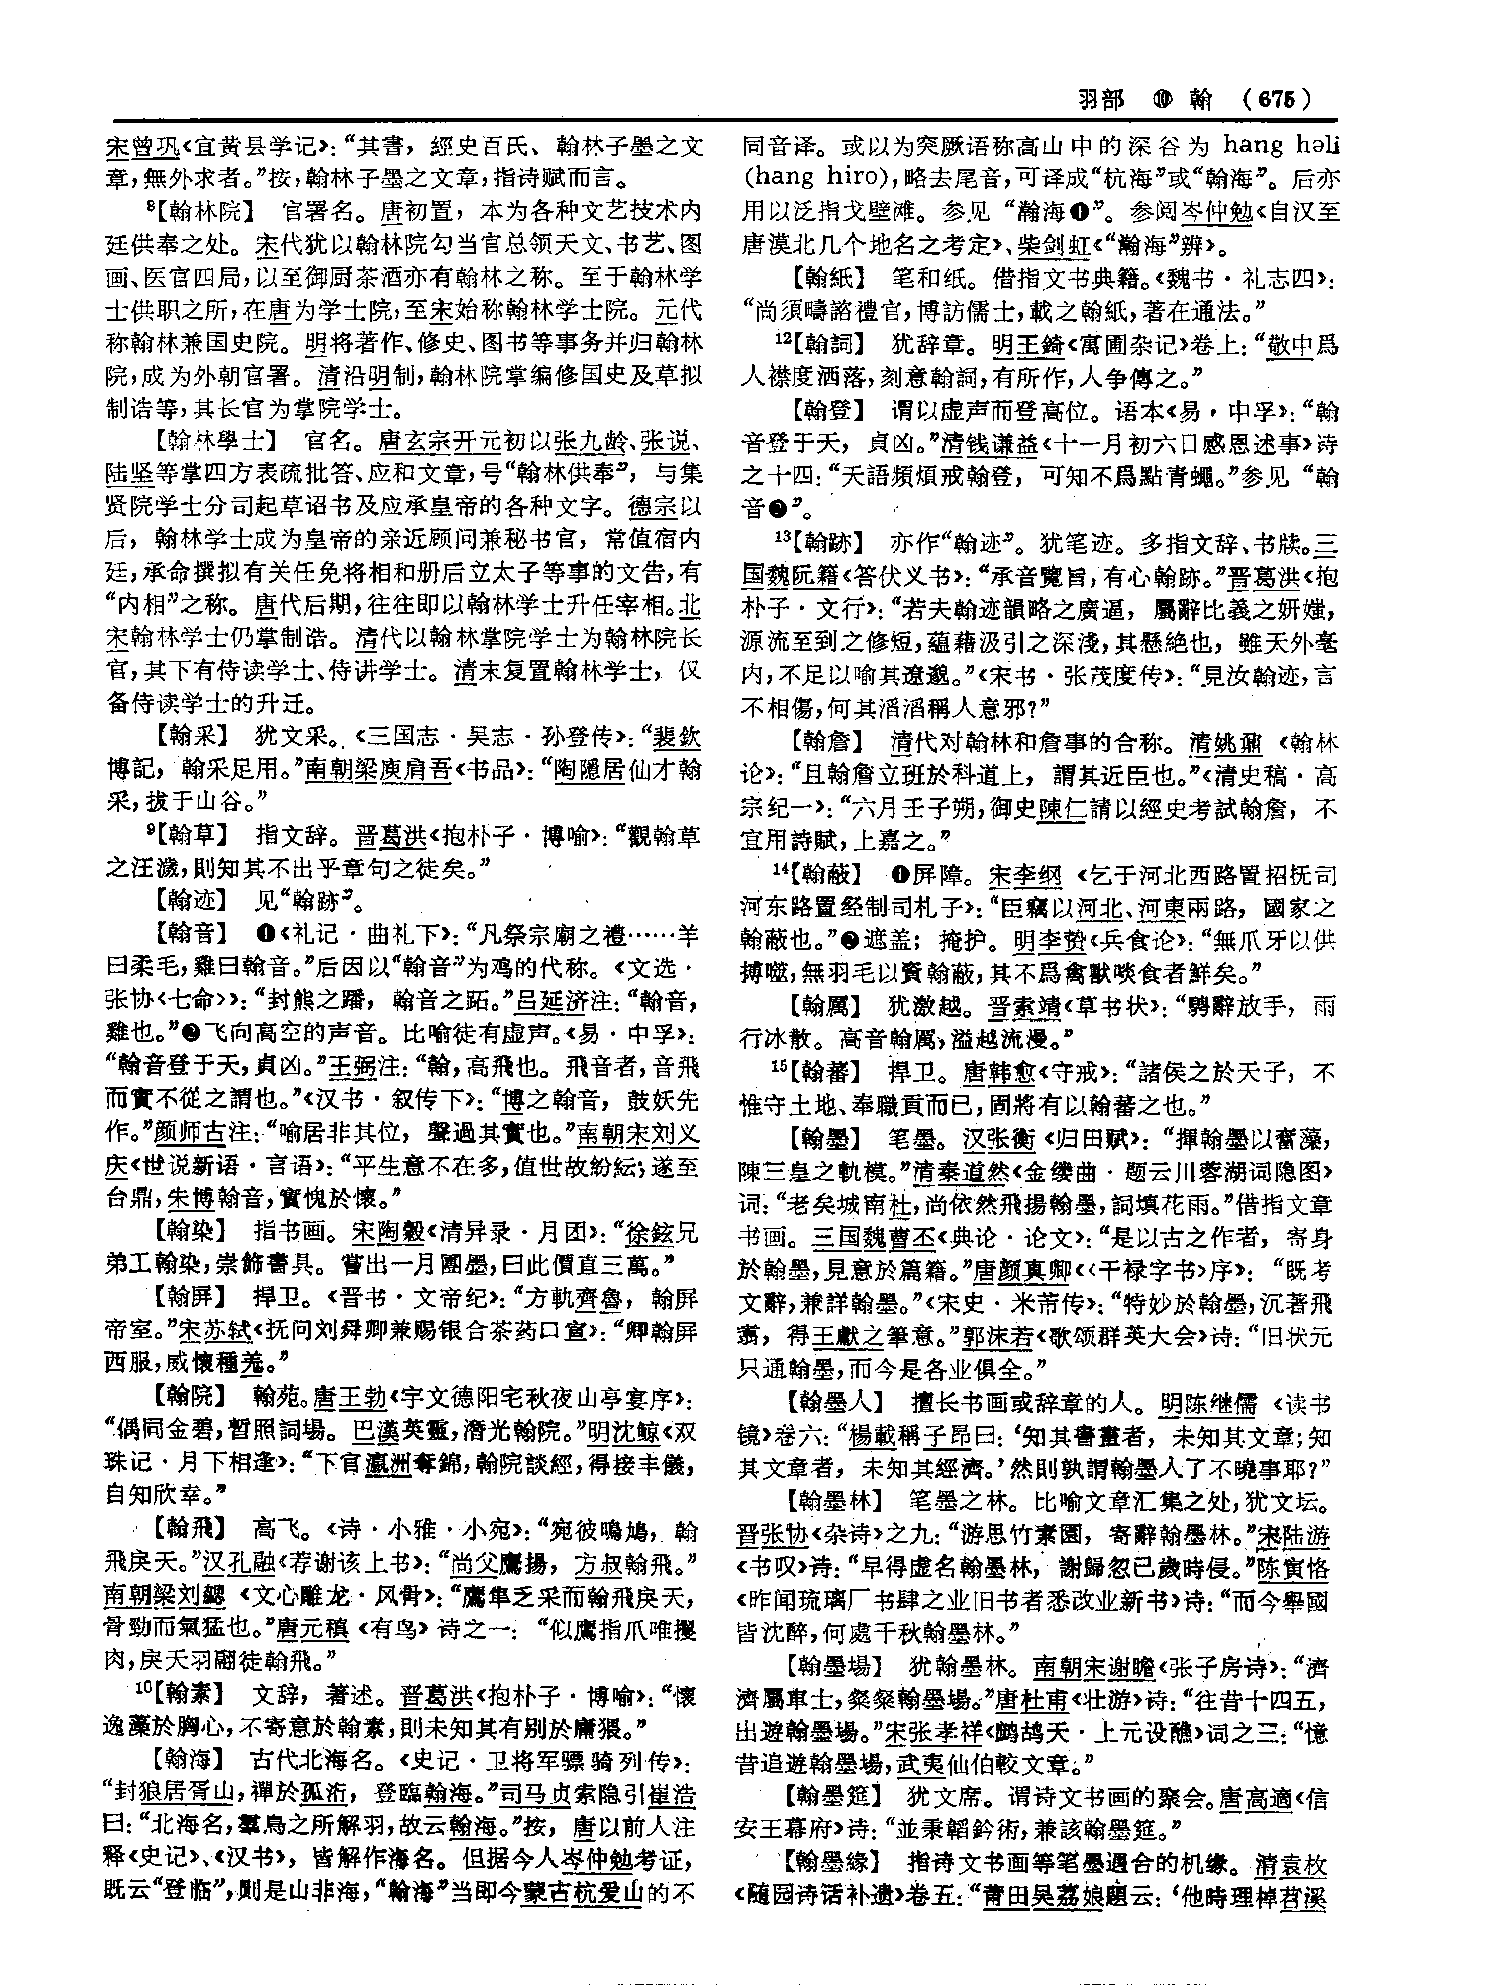 羽部 ⑩ 翰 （675）
宋曾巩《宜黄县学记》：“其書，經史百氏、翰林子墨之文
章，無外求者。”按，翰林子墨之文章，指诗赋而言。
⁸【翰林院】 官署名。唐初置，本为各种文艺技术内
廷供奉之处。宋代犹以翰林院勾当官总领天文、书艺、图
画、医官四局，以至御厨茶酒亦有翰林之称。至于翰林学
士供职之所，在唐为学士院，至宋始称翰林学士院。元代
称翰林兼国史院。明将著作、修史、图书等事务并归翰林
院，成为外朝官署。清沿明制，翰林院掌编修国史及草拟
制诰等，其长官为掌院学士。
【翰林學士】 官名。唐玄宗开元初以张九龄、张说、
陆坚等掌四方表疏批答、应和文章，号“翰林供奉”，与集
贤院学士分司起草诏书及应承皇帝的各种文字。德宗以
后，翰林学士成为皇帝的亲近顾问兼秘书官，常值宿内
廷，承命撰拟有关任免将相和册后立太子等事的文告，有
“内相”之称。唐代后期，往往即以翰林学士升任宰相。北
宋翰林学士仍掌制诰。清代以翰林掌院学士为翰林院长
官，其下有侍读学士、侍讲学士。清末复置翰林学士，仅
备侍读学士的升迁。
【翰采】 犹文采。《三国志·吴志·孙登传》：“裴欽
博記，翰采足用。”南朝梁庾肩吾《书品》：“陶隱居仙才翰
采，拔于山谷。”
⁹【翰草】 指文辞。晋葛洪《抱朴子·博喻》：“觀翰草
之汪濊，則知其不出乎章句之徒矣。”
【翰迹】 见“翰跡”。
【翰音】 ❶《礼记·曲礼下》：“凡祭宗廟之禮……羊
曰柔毛，雞曰翰音。”后因以“翰音”为鸡的代称。《文选·
张协〈七命〉》：“封熊之蹯，翰音之跖。”吕延济注：“翰音，
雞也。”❷飞向高空的声音。比喻徒有虚声。《易·中孚》：
“翰音登于天，貞凶。”王弼注：“翰，高飛也。飛音者，音飛
而實不從之謂也。”《汉书·叙传下》：“博之翰音，鼓妖先
作。”颜师古注：“喻居非其位，聲過其實也。”南朝宋刘义
庆《世说新语·言语》：“平生意不在多，值世故紛紜，遂至
台鼎，朱博翰音，實愧於懷。”
【翰染】 指书画。宋陶穀《清异录·月团》：“徐鉉兄
弟工翰染，崇飾書具。嘗出一月團墨，曰此價直三萬。”
【翰屏】 捍卫。《晋书·文帝纪》：“方軌齊魯，翰屏
帝室。”宋苏轼《抚问刘舜卿兼赐银合茶药口宣》：“卿翰屏
西服，威懷種羌。”
【翰院】 翰苑。唐王勃《宇文德阳宅秋夜山亭宴序》：
“偶同金碧，暫照詞場。巴漢英靈，潛光翰院。”明沈鲸《双
珠记·月下相逢》：“下官瀛洲奪錦，翰院談經，得接丰儀，
自知欣幸。”
【翰飛】 高飞。《诗·小雅·小宛》：“宛彼鳴鳩，翰
飛戾天。”汉孔融《荐谢该上书》：“尚父鷹揚，方叔翰飛。”
南朝梁刘勰《文心雕龙·风骨》：“鷹隼乏采而翰飛戾天，
骨勁而氣猛也。”唐元稹《有鸟》诗之一：“似鷹指爪唯攫
肉，戾天羽翮徒翰飛。”
¹⁰【翰素】 文辞，著述。晋葛洪《抱朴子·博喻》：“懷
逸藻於胸心，不寄意於翰素，則未知其有别於庸猥。”
【翰海】 古代北海名。《史记·卫将军骠骑列传》：
“封狼居胥山，禪於孤洐，登臨翰海。”司马贞索隐引崔浩
曰：“北海名，羣鳥之所解羽，故云翰海。”按，唐以前人注
释《史记》、《汉书》，皆解作海名。但据今人岑仲勉考证，
既云“登临”，则是山非海，“翰海”当即今蒙古杭爱山的不
同音译。或以为突厥语称高山中的深谷为 hang həli
(hang hiro)，略去尾音，可译成“杭海”或“翰海”。后亦
用以泛指戈壁滩。参见“瀚海❶”。参阅岑仲勉《自汉至
唐漠北几个地名之考定》、柴剑虹《“瀚海”辨》。
【翰紙】 笔和纸。借指文书典籍。《魏书·礼志四》：
“尚須疇諮禮官，博訪儒士，載之翰紙，著在通法。”
¹²【翰詞】 犹辞章。明王錡《寓圃杂记》卷上：“敬中爲
人襟度洒落，刻意翰詞，有所作，人争傳之。”
【翰登】 谓以虚声而登高位。语本《易·中孚》：“翰
音登于天，貞凶。”清钱谦益《十一月初六日感恩述事》诗
之十四：“天語頻煩戒翰登，可知不爲點青蠅。”参见“翰
音❷”。
¹³【翰跡】 亦作“翰迹”。犹笔迹。多指文辞、书牍。三
国魏阮籍《答伏义书》：“承音覽旨，有心翰跡。”晋葛洪《抱
朴子·文行》：“若夫翰迹韻略之廣逼，屬辭比義之妍媸，
源流至到之修短，藴藉汲引之深淺，其懸絶也，雖天外毫
内，不足以喻其遼邈。”《宋书·张茂度传》：“見汝翰迹，言
不相傷，何其滔滔稱人意邪？”
【翰詹】 清代对翰林和詹事的合称。清姚鼐《翰林
论》：“且翰詹立班於科道上，謂其近臣也。”《清史稿·高
宗纪一》：“六月壬子朔，御史陳仁請以經史考試翰詹，不
宜用詩賦，上嘉之。”
¹⁴【翰蔽】 ❶屏障。宋李纲《乞于河北西路置招抚司
河东路置经制司札子》：“臣竊以河北、河東兩路，國家之
翰蔽也。”❷遮盖；掩护。明李贽《兵食论》：“無爪牙以供
搏噬，無羽毛以資翰蔽，其不爲禽獸啖食者鮮矣。”
【翰厲】 犹激越。晋索靖《草书状》：“騁辭放手，雨
行冰散。高音翰厲，溢越流漫。”
¹⁵【翰蕃】 捍卫。唐韩愈《守戒》：“諸侯之於天子，不
惟守土地、奉職貢而已，固將有以翰蕃之也。”
【翰墨】 笔墨。汉张衡《归田赋》：“揮翰墨以奮藻，
陳三皇之軌模。”清秦道然《金缕曲·题云川蓉湖词隐图》
词：“老矣城南杜，尚依然飛揚翰墨，詞填花雨。”借指文章
书画。三国魏曹丕《典论·论文》：“是以古之作者，寄身
於翰墨，見意於篇籍。”唐颜真卿《〈干禄字书〉序》：“既考
文辭，兼詳翰墨。”《宋史·米芾传》：“特妙於翰墨，沉著飛
翥，得王獻之筆意。”郭沫若《歌颂群英大会》诗：“旧状元
只通翰墨，而今是各业俱全。”
【翰墨人】 擅长书画或辞章的人。明陈继儒《读书
镜》卷六：“楊載稱子昂曰：‘知其書畫者，未知其文章；知
其文章者，未知其經濟。’然則孰謂翰墨人了不曉事耶？”
【翰墨林】 笔墨之林。比喻文章汇集之处，犹文坛。
晋张协《杂诗》之九：“游思竹素園，寄辭翰墨林。”宋陆游
《书叹》诗：“早得虚名翰墨林，謝歸忽已歲時侵。”陈寅恪
《昨闻琉璃厂书肆之业旧书者悉改业新书》诗：“而今舉國
皆沈醉，何處千秋翰墨林。”
【翰墨場】 犹翰墨林。南朝宋谢瞻《张子房诗》：“濟
濟屬車士，粲粲翰墨場。”唐杜甫《壮游》诗：“往昔十四五，
出遊翰墨場。”宋张孝祥《鹧鸪天·上元设醮》词之三：“憶
昔追遊翰墨場，武夷仙伯較文章。”
【翰墨筵】 犹文席。谓诗文书画的聚会。唐高適《信
安王幕府》诗：“並秉韜鈐術，兼該翰墨筵。”
【翰墨緣】 指诗文书画等笔墨遇合的机缘。清袁枚
《随园诗话补遗》卷五：“莆田吴荔娘題云：‘他時理棹苕溪